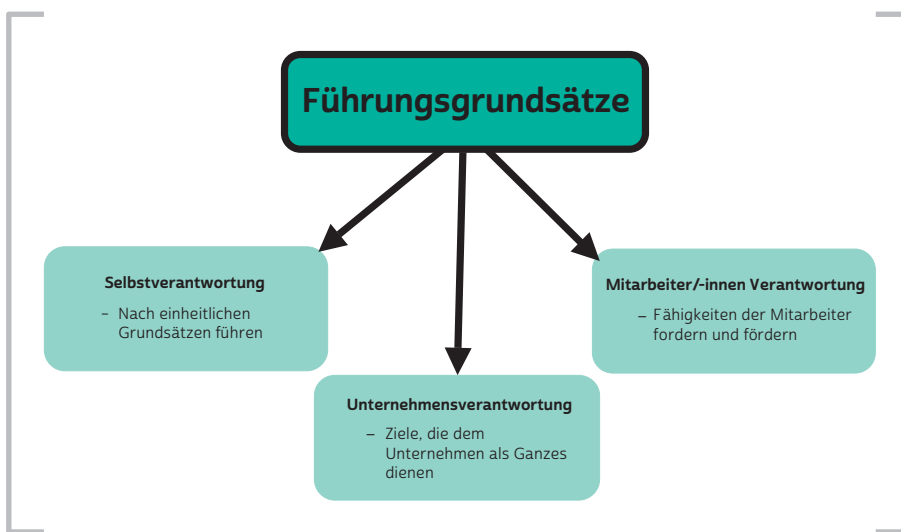 Führungsgrundsätze
Selbstverantwortung
– Nach einheitlichen
Grundsätzen führen
Unternehmensverantwortung
– Ziele, die dem
Unternehmen als Ganzes
dienen
Mitarbeiter/-innen Verantwortung
– Fähigkeiten der Mitarbeiter
fordern und fördern